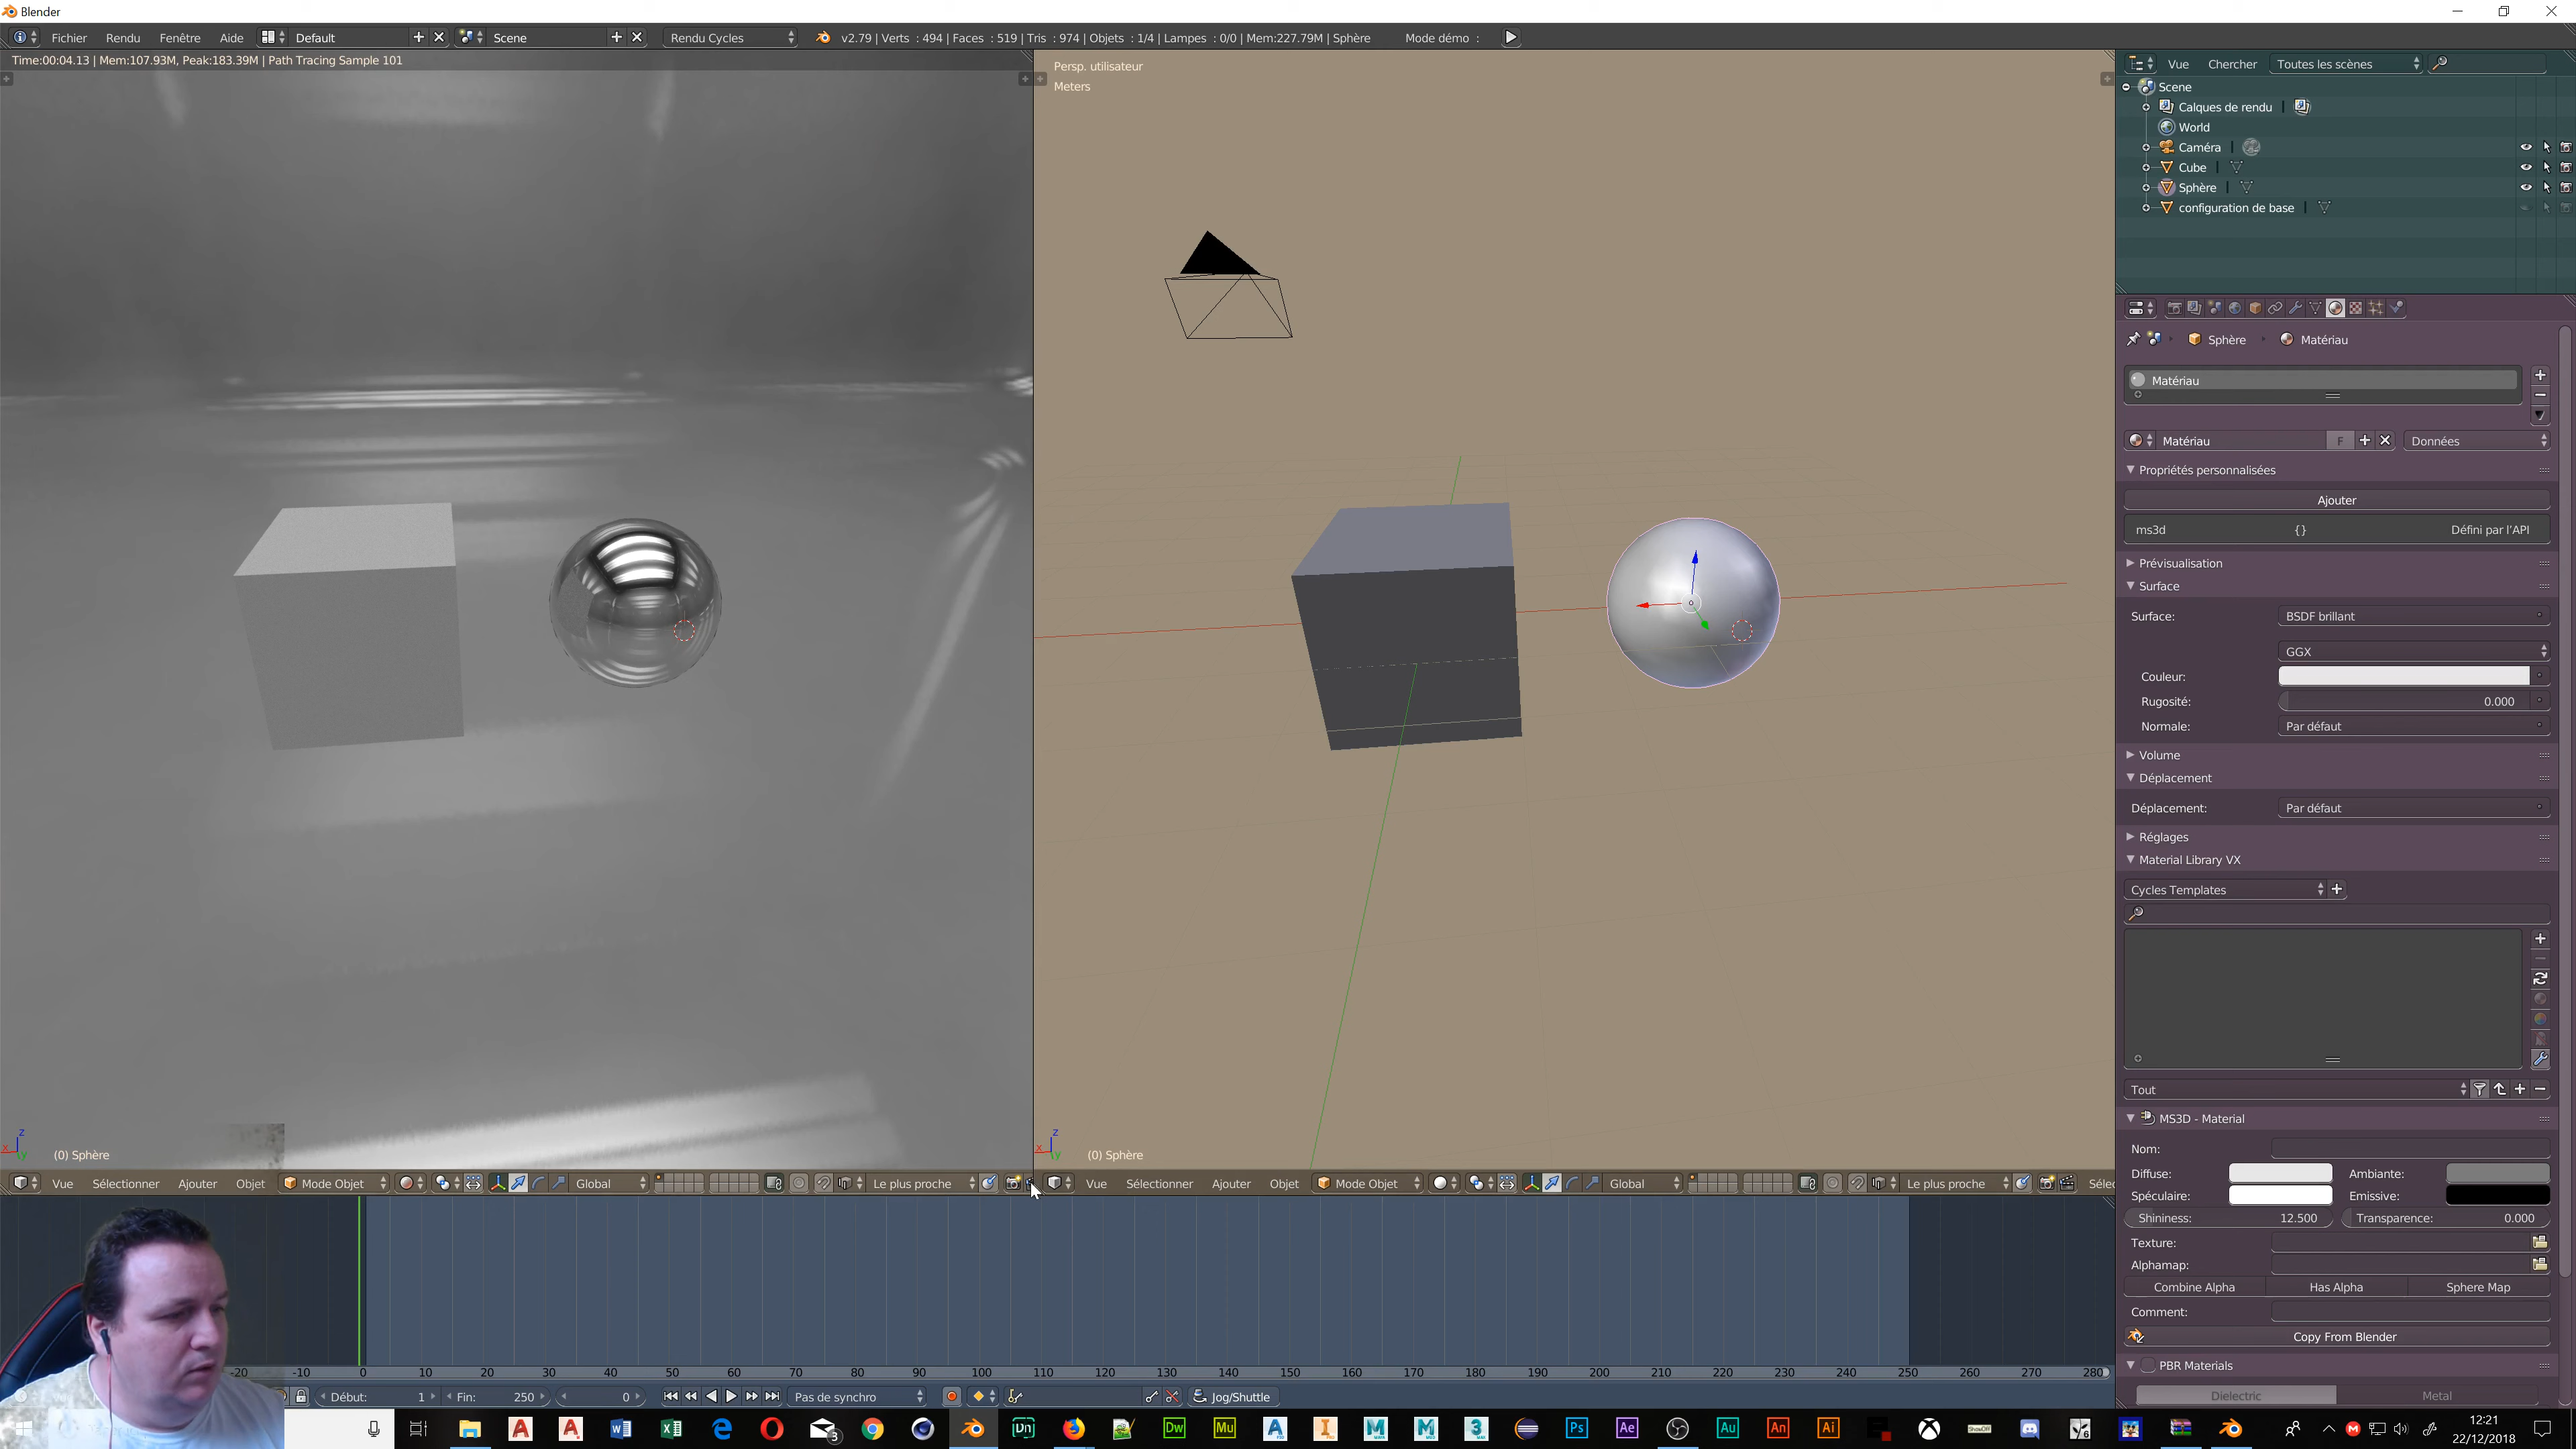 Blender
Fichier Rendu Fenêtre Aide Default Scene Rendu Cycles v2.79 | Verts : 494 | Faces : 519 | Tris : 974 | Objets : 1/4 | Lampes : 0/0 | Mem:227.79M | Sphère Mode démo :
Time:00:04.13 | Mem:107.93M, Peak:183.39M | Path Tracing Sample 101
Persp. utilisateur
Meters
Vue Chercher Toutes les scènes
Scene
Calques de rendu |
World
Caméra |
Cube |
Sphère |
configuration de base |
Sphère Matériau
Matériau
Matériau F Données
Propriétés personnalisées
Ajouter
ms3d {} Défini par l'API
Prévisualisation
Surface
Surface: BSDF brillant
GGX
Couleur:
Rugosité: 0.000
Normale: Par défaut
Volume
Déplacement
Déplacement: Par défaut
Réglages
Material Library VX
Cycles Templates
Tout
MS3D - Material
Nom:
Diffuse: Ambiante:
Spéculaire: Emissive:
Shininess: 12.500 Transparence: 0.000
Texture:
Alphamap:
Combine Alpha Has Alpha Sphere Map
Comment:
Copy From Blender
PBR Materials
Dielectric Metal
z x y
(0) Sphère
z x y
(0) Sphère
Vue Sélectionner Ajouter Objet Mode Objet Global Le plus proche
Vue Sélectionner Ajouter Objet Mode Objet Global Le plus proche Sélec
-20 -10 0 10 20 30 40 50 60 70 80 90 100 110 120 130 140 150 160 170 180 190 200 210 220 230 240 250 260 270 280
Début: 1 Fin: 250 0 Pas de synchro Jog/Shuttle
3 Dn Dw Mu Ps Ae Au An Ai
12:21
22/12/2018